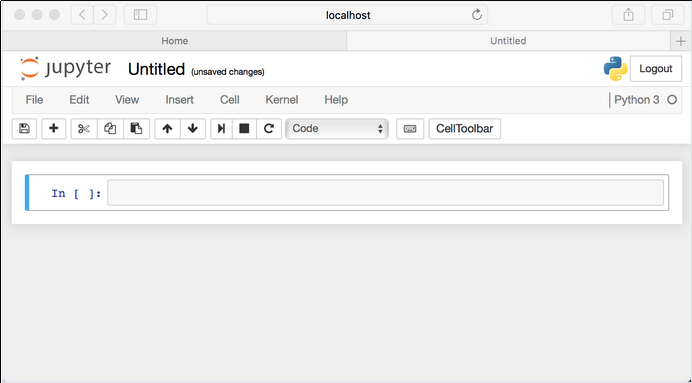 localhost
Home Untitled
jupyter Untitled (unsaved changes) Logout
File Edit View Insert Cell Kernel Help Python 3
Code CellToolbar
In [ ]: